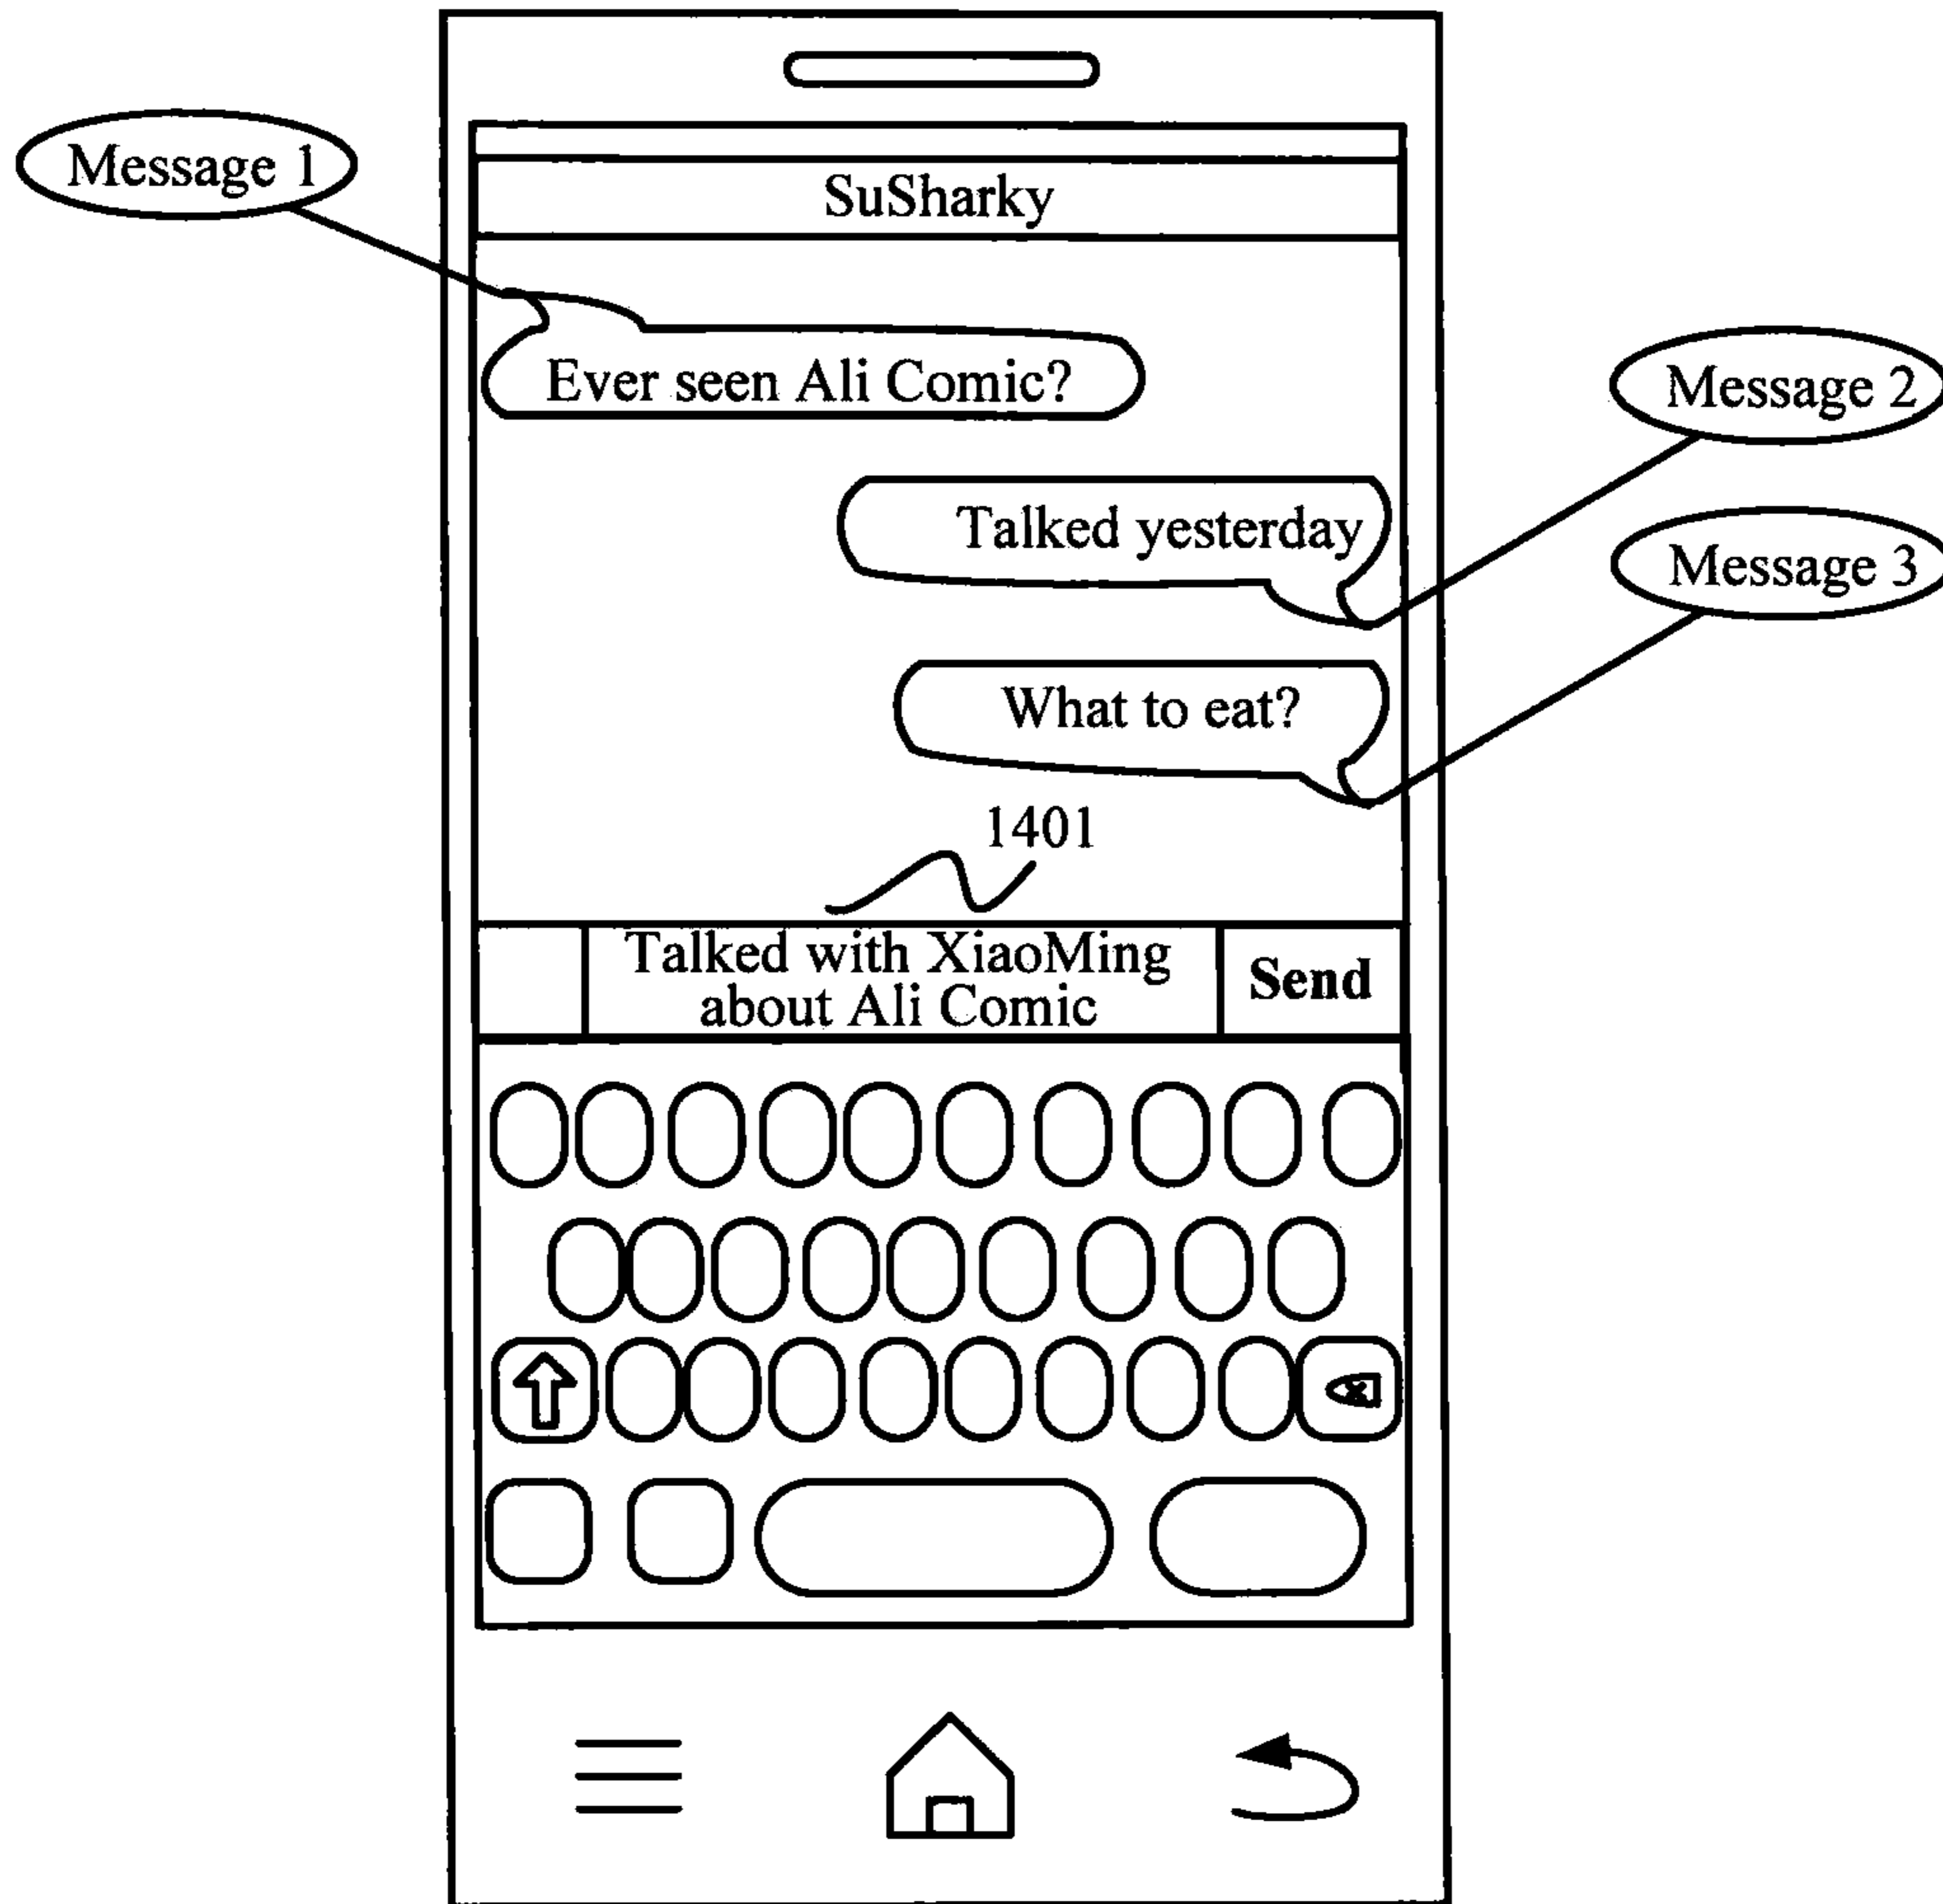 Message 1
SuSharky
Ever seen Ali Comic?
Message 2
Talked yesterday
Message 3
What to eat?
1401
Talked with XiaoMing
about Ali Comic
Send